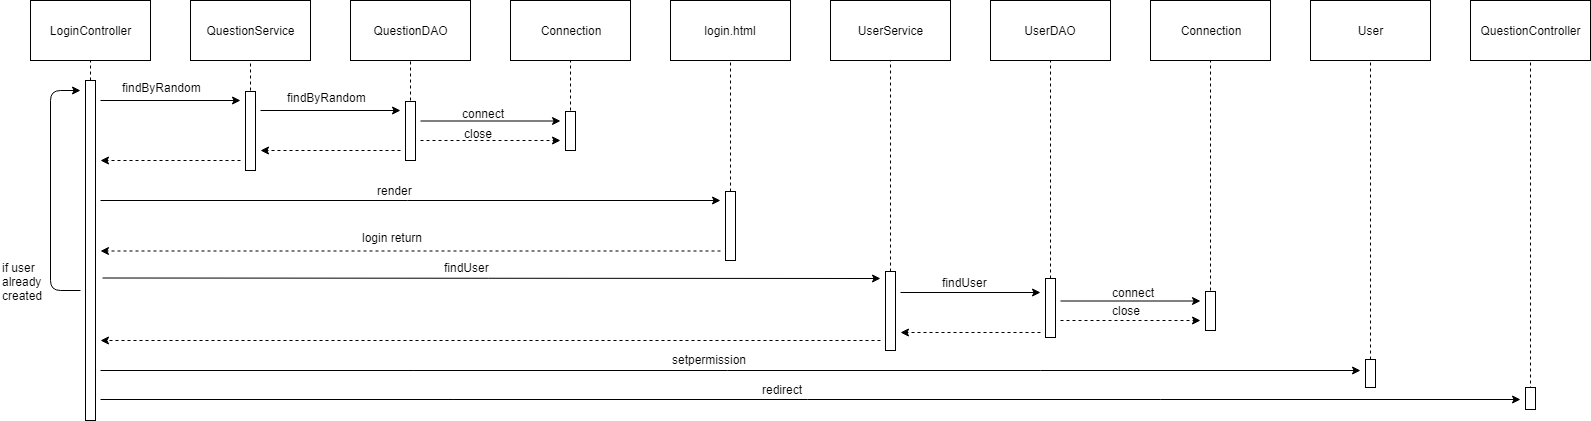 LoginController
QuestionService
QuestionDAO
Connection
login.html
UserService
UserDAO
Connection
User
QuestionController
findByRandom
findByRandom
connect
close
render
login return
if user
already
created
findUser
findUser
connect
close
setpermission
redirect